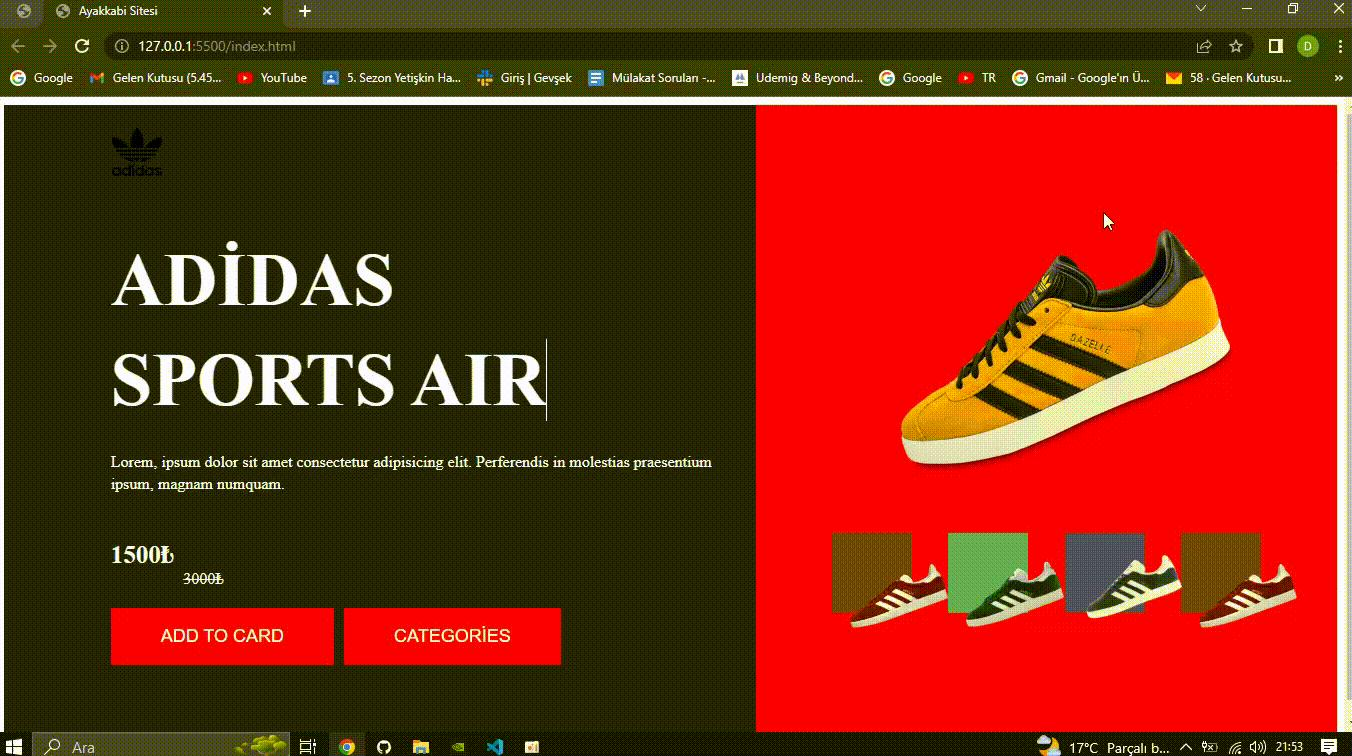 Ayakkabi Sitesi
127.0.0.1:5500/index.html
D
Google
Gelen Kutusu (5.45...
YouTube
5. Sezon Yetişkin Ha...
Giriş | Gevşek
Mülakat Soruları -...
Udemig & Beyond...
Google
TR
Gmail - Google'ın Ü...
58 · Gelen Kutusu...
»
adidas
ADİDAS
SPORTS AIR
Lorem, ipsum dolor sit amet consectetur adipisicing elit. Perferendis in molestias praesentium
ipsum, magnam numquam.
1500₺
3000₺
ADD TO CARD
CATEGORİES
GAZELLE
Ara
17°C Parçalı b...
21:53